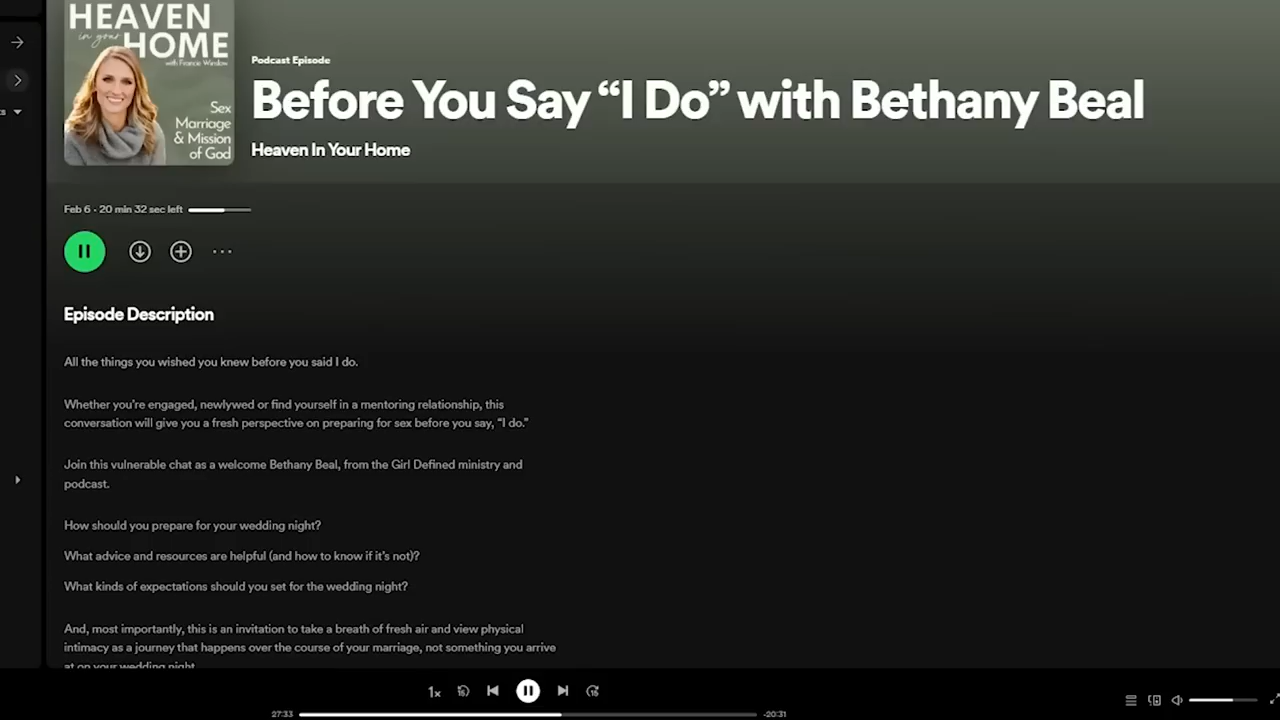 HEAVEN
in your HOME
with Francie Winslow
Sex
Marriage
& Mission
of God
Podcast Episode
Before You Say “I Do” with Bethany Beal
Heaven In Your Home
Feb 6 · 20 min 32 sec left
Episode Description
All the things you wished you knew before you said I do.
Whether you're engaged, newlywed or find yourself in a mentoring relationship, this
conversation will give you a fresh perspective on preparing for sex before you say, “I do.”
Join this vulnerable chat as a welcome Bethany Beal, from the Girl Defined ministry and
podcast.
How should you prepare for your wedding night?
What advice and resources are helpful (and how to know if it's not)?
What kinds of expectations should you set for the wedding night?
And, most importantly, this is an invitation to take a breath of fresh air and view physical
intimacy as a journey that happens over the course of your marriage, not something you arrive
at on your wedding night
1x
15
15
27:33
-20:31